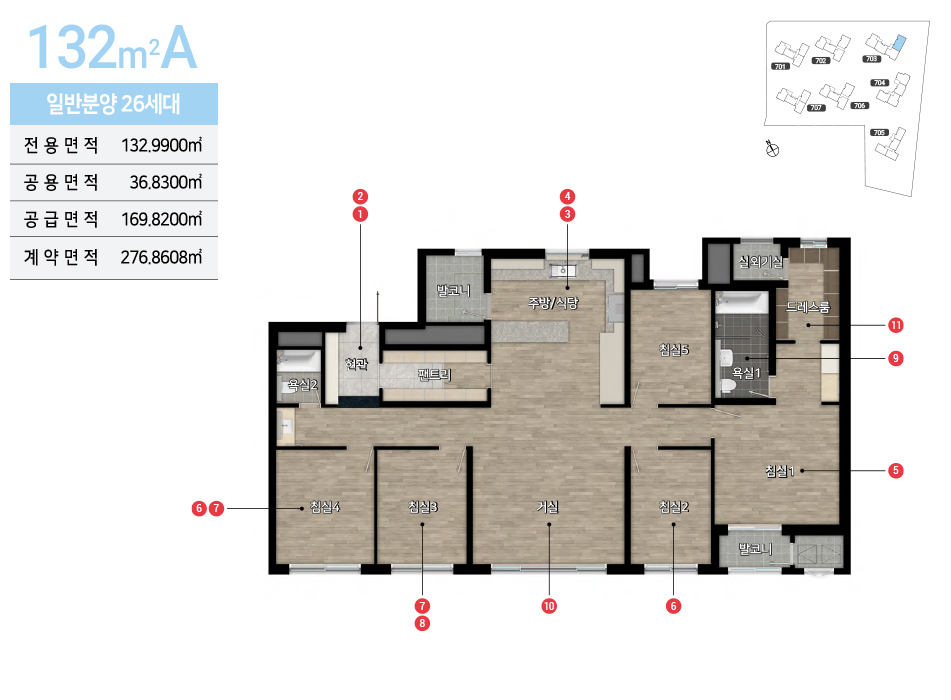 132m²A
일반분양 26세대
전용면적 132.9900㎡
공용면적 36.8300㎡
공급면적 169.8200㎡
계약면적 276.8608㎡
701
702
703
704
705
706
707
2
1
4
3
발코니
주방/식당
실외기실
드레스룸
11
현관
팬트리
침실5
욕실1
9
욕실2
침실1
5
6 7
침실4
침실3
거실
침실2
발코니
7
8
10
6